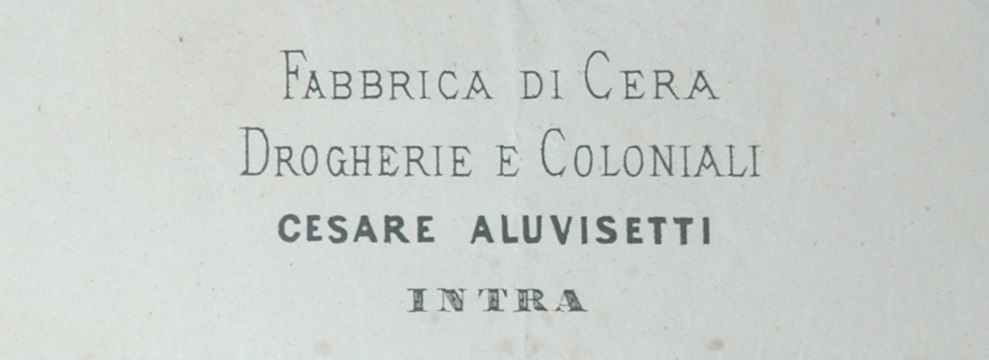 Fabbrica di Cera
Drogherie e Coloniali
CESARE ALUVISETTI
INTRA